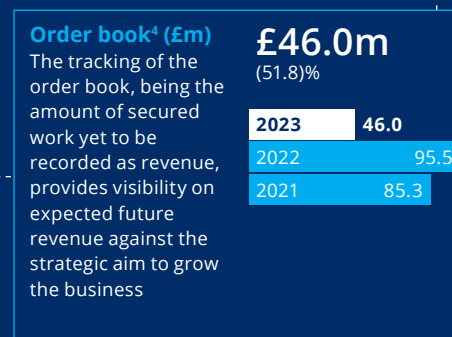 Order book⁴ (£m)
The tracking of the
order book, being the
amount of secured
work yet to be
recorded as revenue,
provides visibility on
expected future
revenue against the
strategic aim to grow
the business
£46.0m
(51.8)%
2023 46.0
2022 95.5
2021 85.3